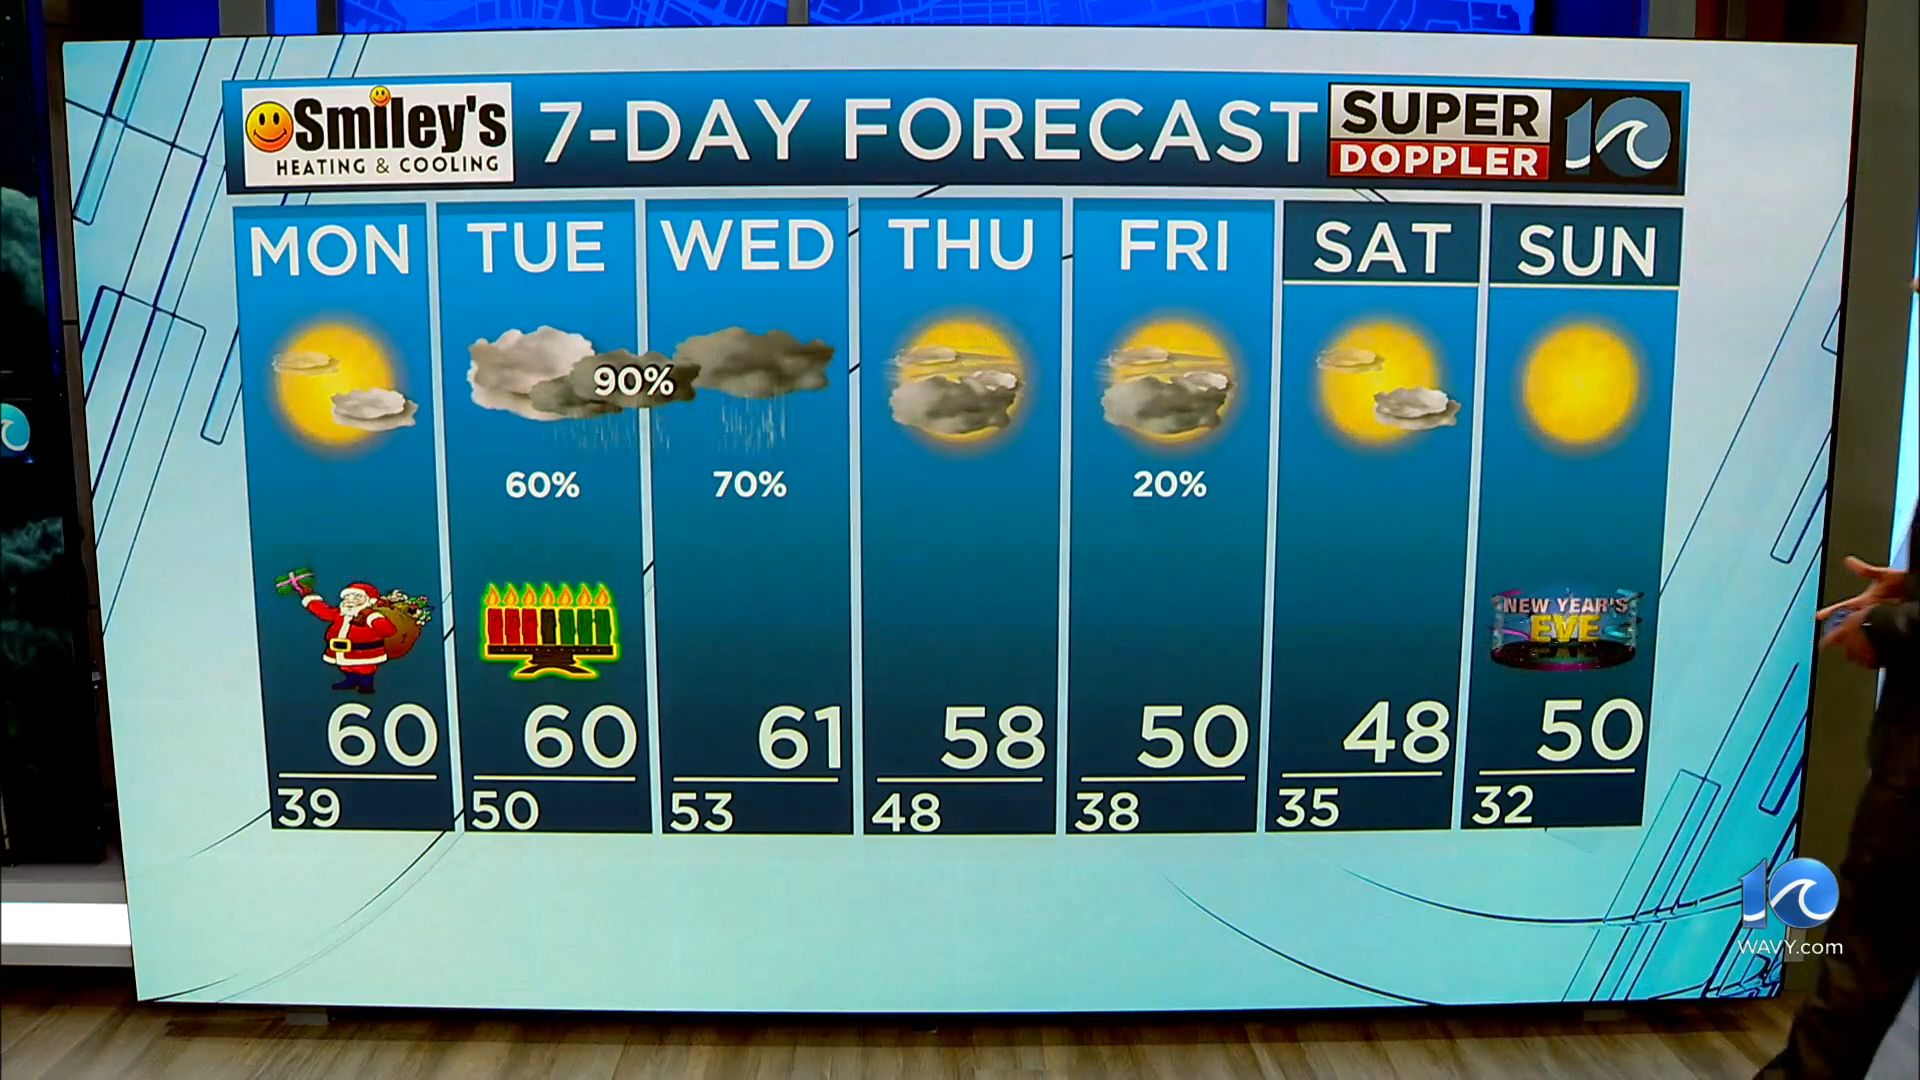 Smiley's
HEATING & COOLING
7-DAY FORECAST
SUPER
DOPPLER
10
MON TUE WED THU FRI SAT SUN
90%
60% 70% 20%
NEW YEAR'S
EVE
60 60 61 58 50 48 50
39 50 53 48 38 35 32
10
WAVY.com